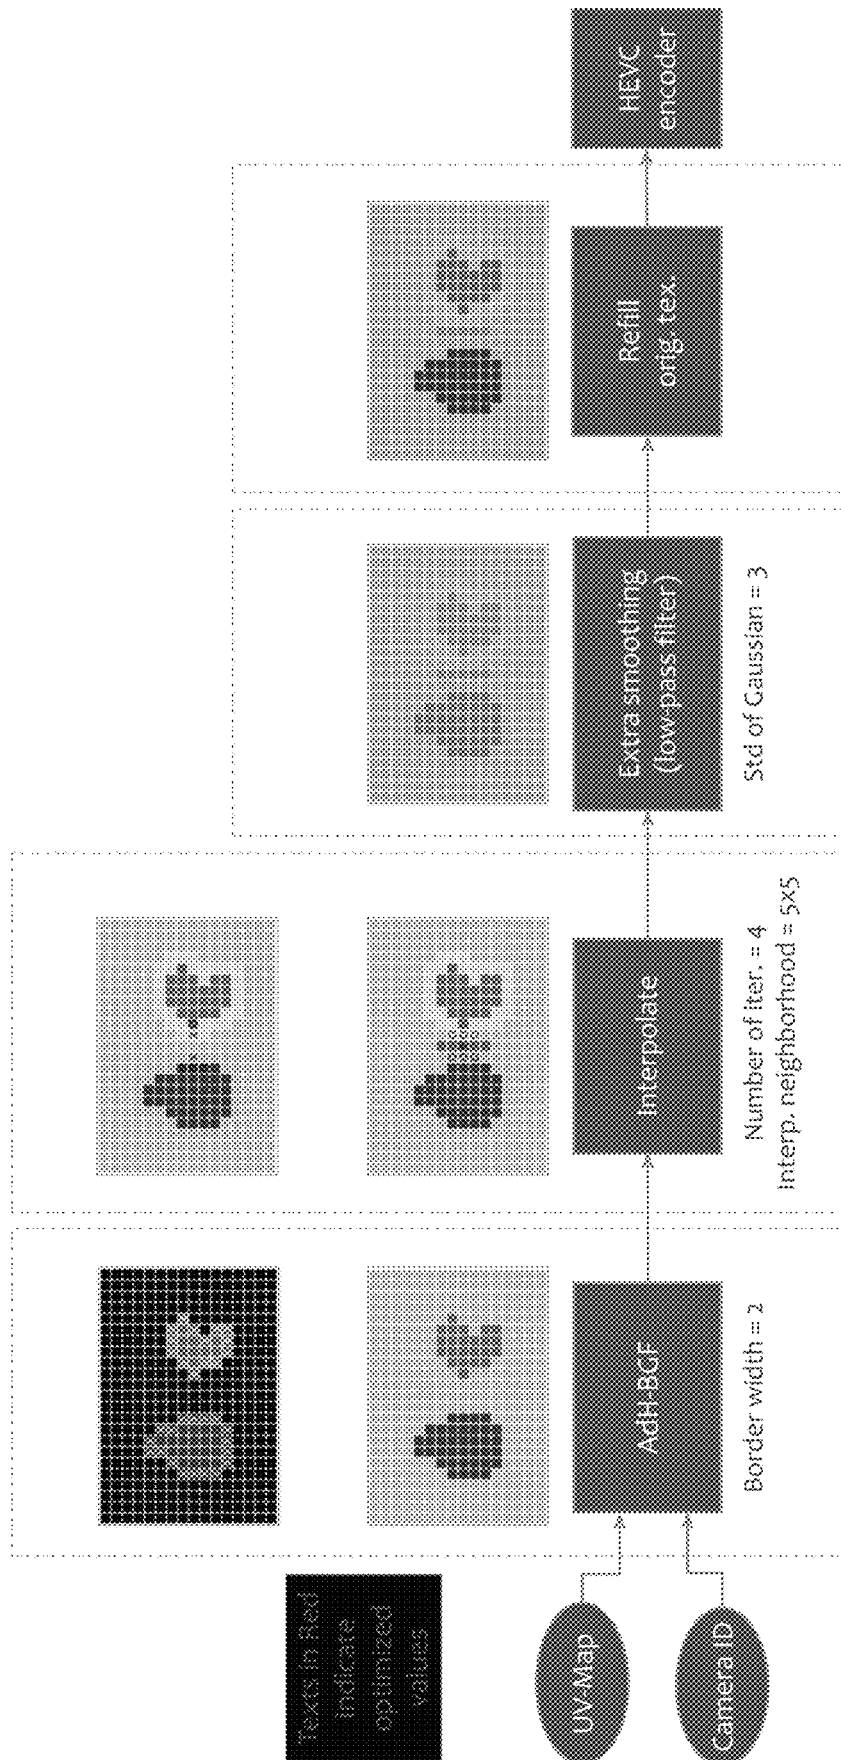 Texts in Red
indicate
optimized
values
UV-Map
Camera ID
AdH-BGF
Border width = 2
Interpolate
Number of iter. = 4
Interp. neighborhood = 5x5
Extra smoothing
(low-pass filter)
Std of Gaussian = 3
Refill
orig. tex.
HEVC
encoder